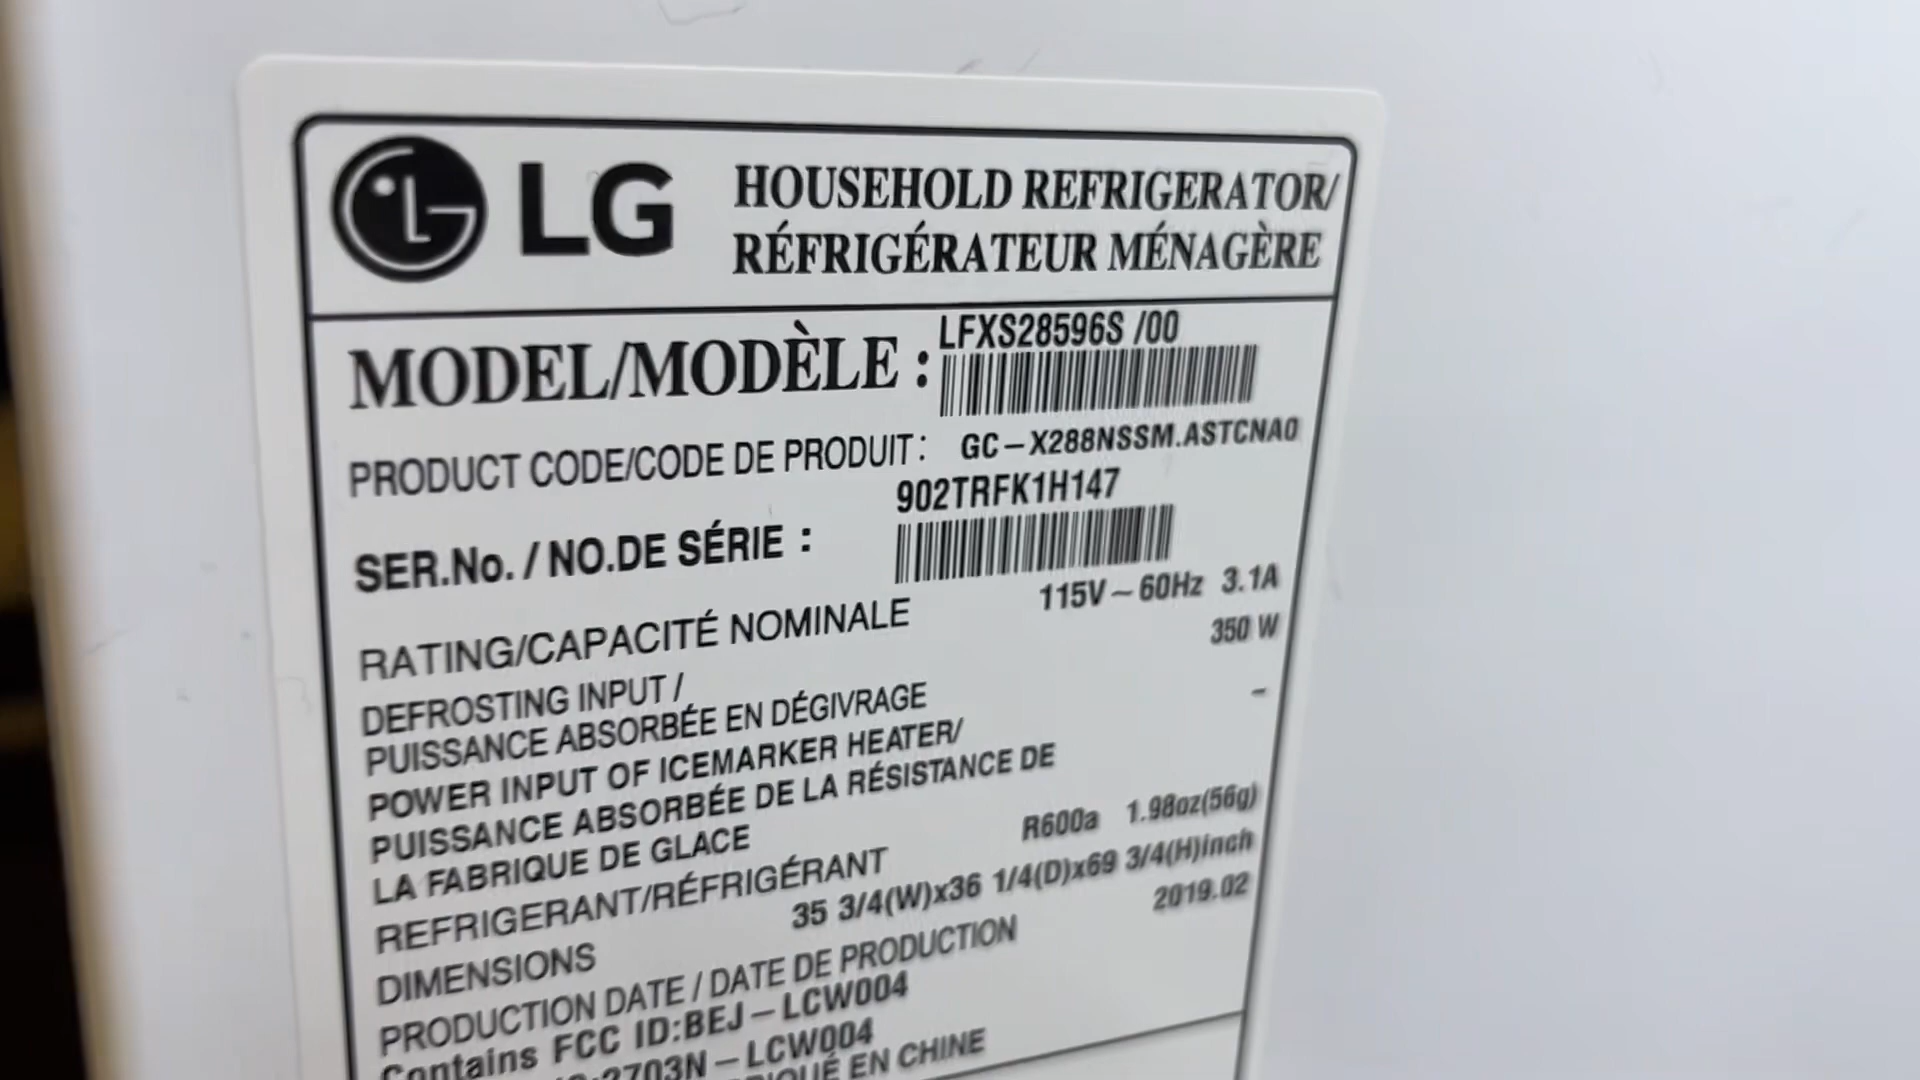 LG
HOUSEHOLD REFRIGERATOR/
RÉFRIGÉRATEUR MÉNAGÈRE
MODEL/MODÈLE : LFXS28596S /00
PRODUCT CODE/CODE DE PRODUIT : GC-X288NSSM.ASTCNA0
SER.No. / NO.DE SÉRIE : 902TRFK1H147
RATING/CAPACITÉ NOMINALE 115V~60Hz 3.1A
DEFROSTING INPUT / 350 W
PUISSANCE ABSORBÉE EN DÉGIVRAGE
POWER INPUT OF ICEMARKER HEATER/ -
PUISSANCE ABSORBÉE DE LA RÉSISTANCE DE
LA FABRIQUE DE GLACE
REFRIGERANT/RÉFRIGÉRANT R600a 1.98oz(56g)
DIMENSIONS 35 3/4(W)x36 1/4(D)x69 3/4(H)inch
PRODUCTION DATE / DATE DE PRODUCTION 2019.02
Contains FCC ID:BEJ-LCW004
2703N-LCW004
EN CHINE